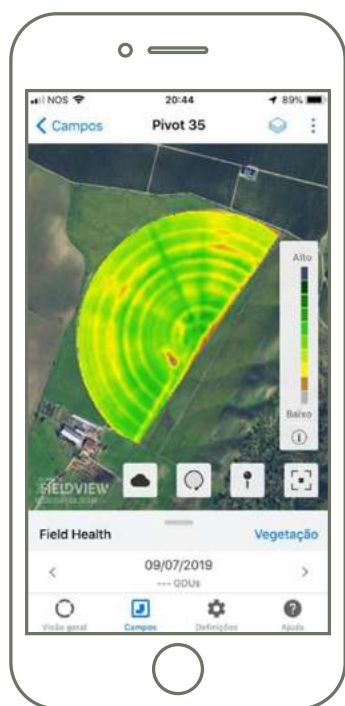 NOS 20:44 89%
Campos Pivot 35
Alto
Baixo
FIELDVIEW
Field Health Vegetação
09/07/2019
--- GDUs
Visão geral Campos Definições Ajuda